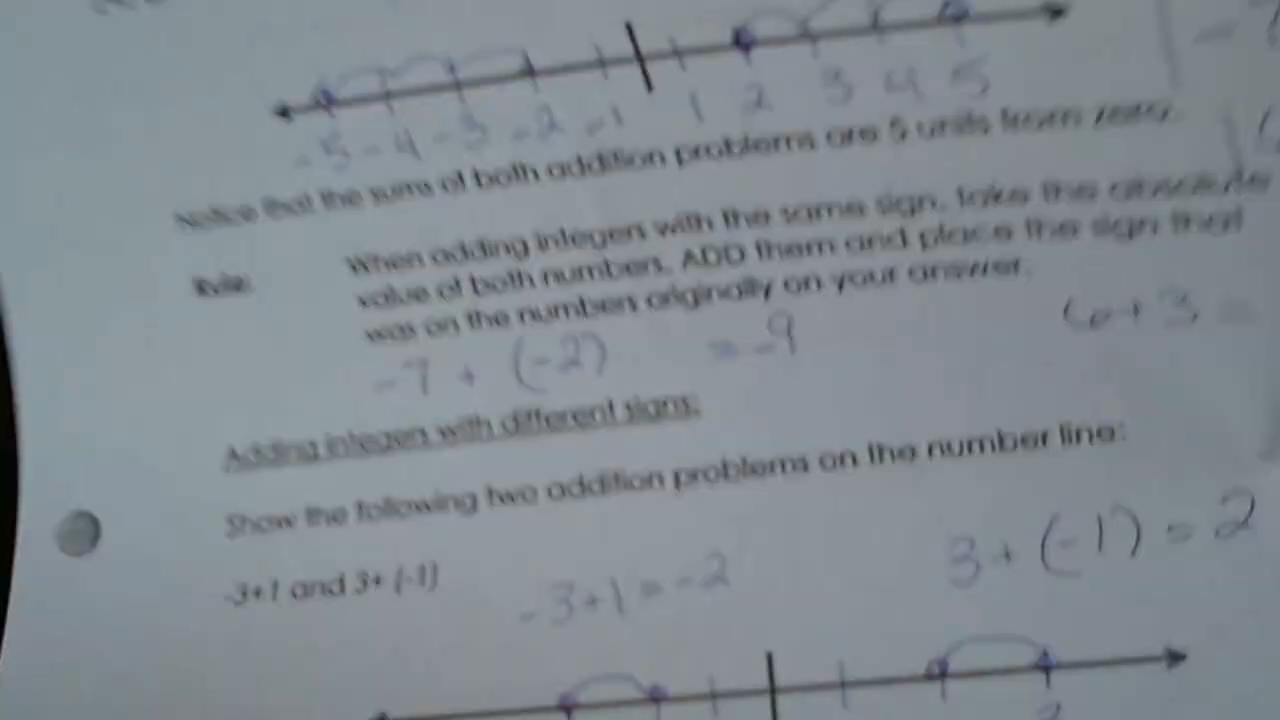 -5 -4 -3 -2 -1 1 2 3 4 5
Notice that the sums of both addition problems are 5 units from zero.
Rule: When adding integers with the same sign, take the absolute
value of both numbers, ADD them and place the sign that
was on the numbers originally on your answer.
-7 + (-2) = -9
6+3 =
Adding integers with different signs:
Show the following two addition problems on the number line:
-3+1 and 3+ (-1)
-3+1=-2
3+(-1)=2